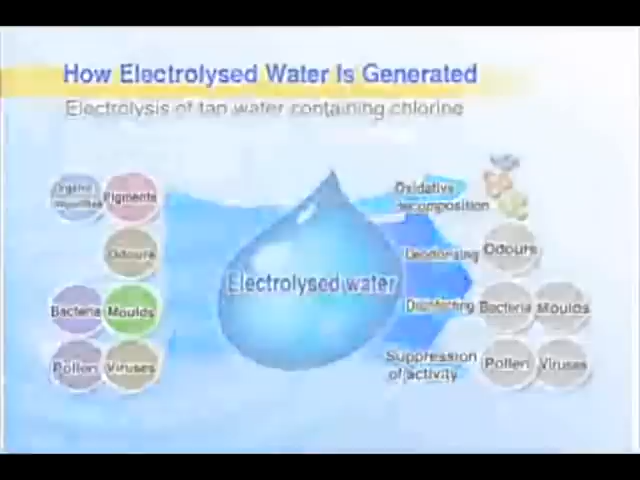 How Electrolysed Water Is Generated
Electrolysis of tap water containing chlorine
Organic
Pigments
Odours
Bacteria
Moulds
Pollen
Viruses
Electrolysed water
Oxidative
decomposition
Deodorising
Odours
Disinfecting
Bacteria
Moulds
Suppression
of activity
Pollen
Viruses